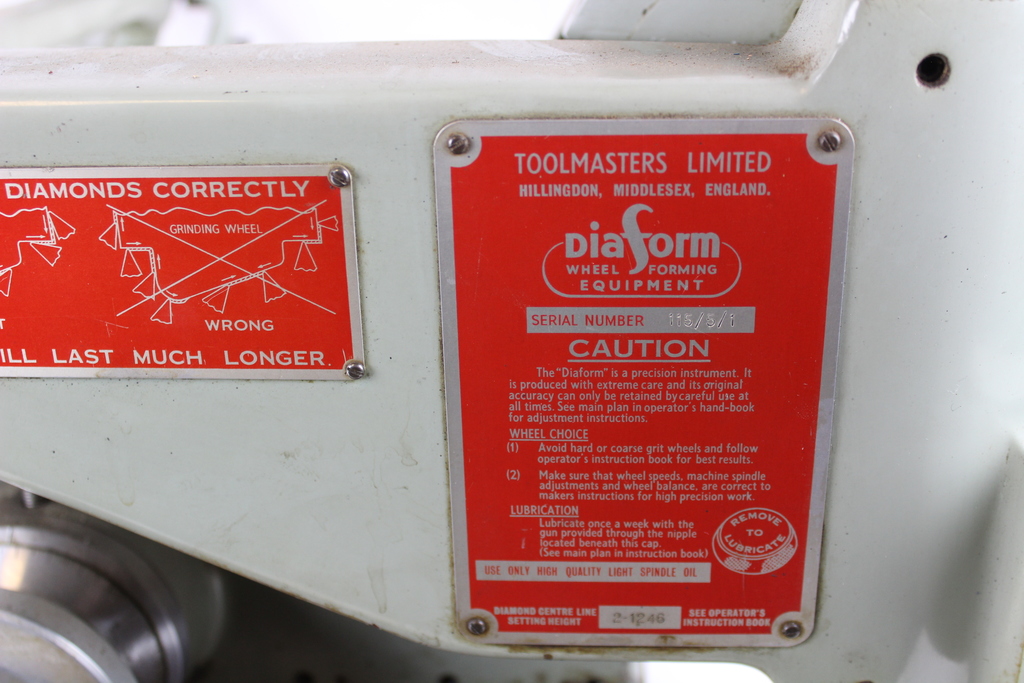 DIAMONDS CORRECTLY
GRINDING WHEEL
WRONG
ILL LAST MUCH LONGER.
TOOLMASTERS LIMITED
HILLINGDON, MIDDLESEX, ENGLAND.
Diaform
WHEEL FORMING
EQUIPMENT
SERIAL NUMBER 115/5/1
CAUTION
The "Diaform" is a precision instrument. It
is produced with extreme care and its original
accuracy can only be retained by careful use at
all times. See main plan in operator's hand-book
for adjustment instructions.
WHEEL CHOICE
(1) Avoid hard or coarse grit wheels and follow
operator's instruction book for best results.
(2) Make sure that wheel speeds, machine spindle
adjustments and wheel balance, are correct to
makers instructions for high precision work.
LUBRICATION
Lubricate once a week with the
gun provided through the nipple
located beneath this cap.
(See main plan in instruction book)
REMOVE
TO
LUBRICATE
USE ONLY HIGH QUALITY LIGHT SPINDLE OIL
DIAMOND CENTRE LINE
SETTING HEIGHT
2-1246
SEE OPERATOR'S
INSTRUCTION BOOK